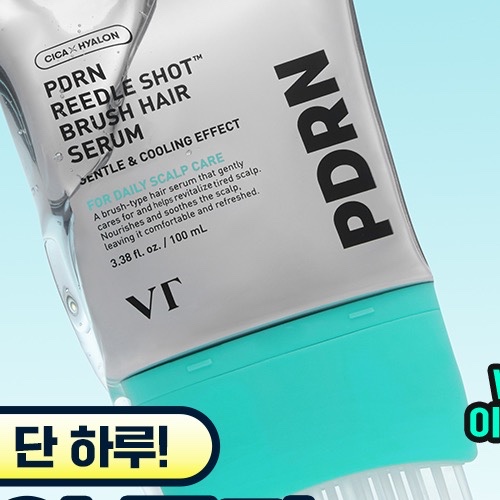 CICA X HYALON
PDRN
REEDLE SHOT™
BRUSH HAIR
SERUM
GENTLE & COOLING EFFECT
FOR DAILY SCALP CARE
A brush-type hair serum that gently
cares for and helps revitalize tired scalp.
Nourishes and soothes the scalp,
leaving it comfortable and refreshed.
3.38 fl. oz. / 100 mL
VT
PDRN
단 하루!